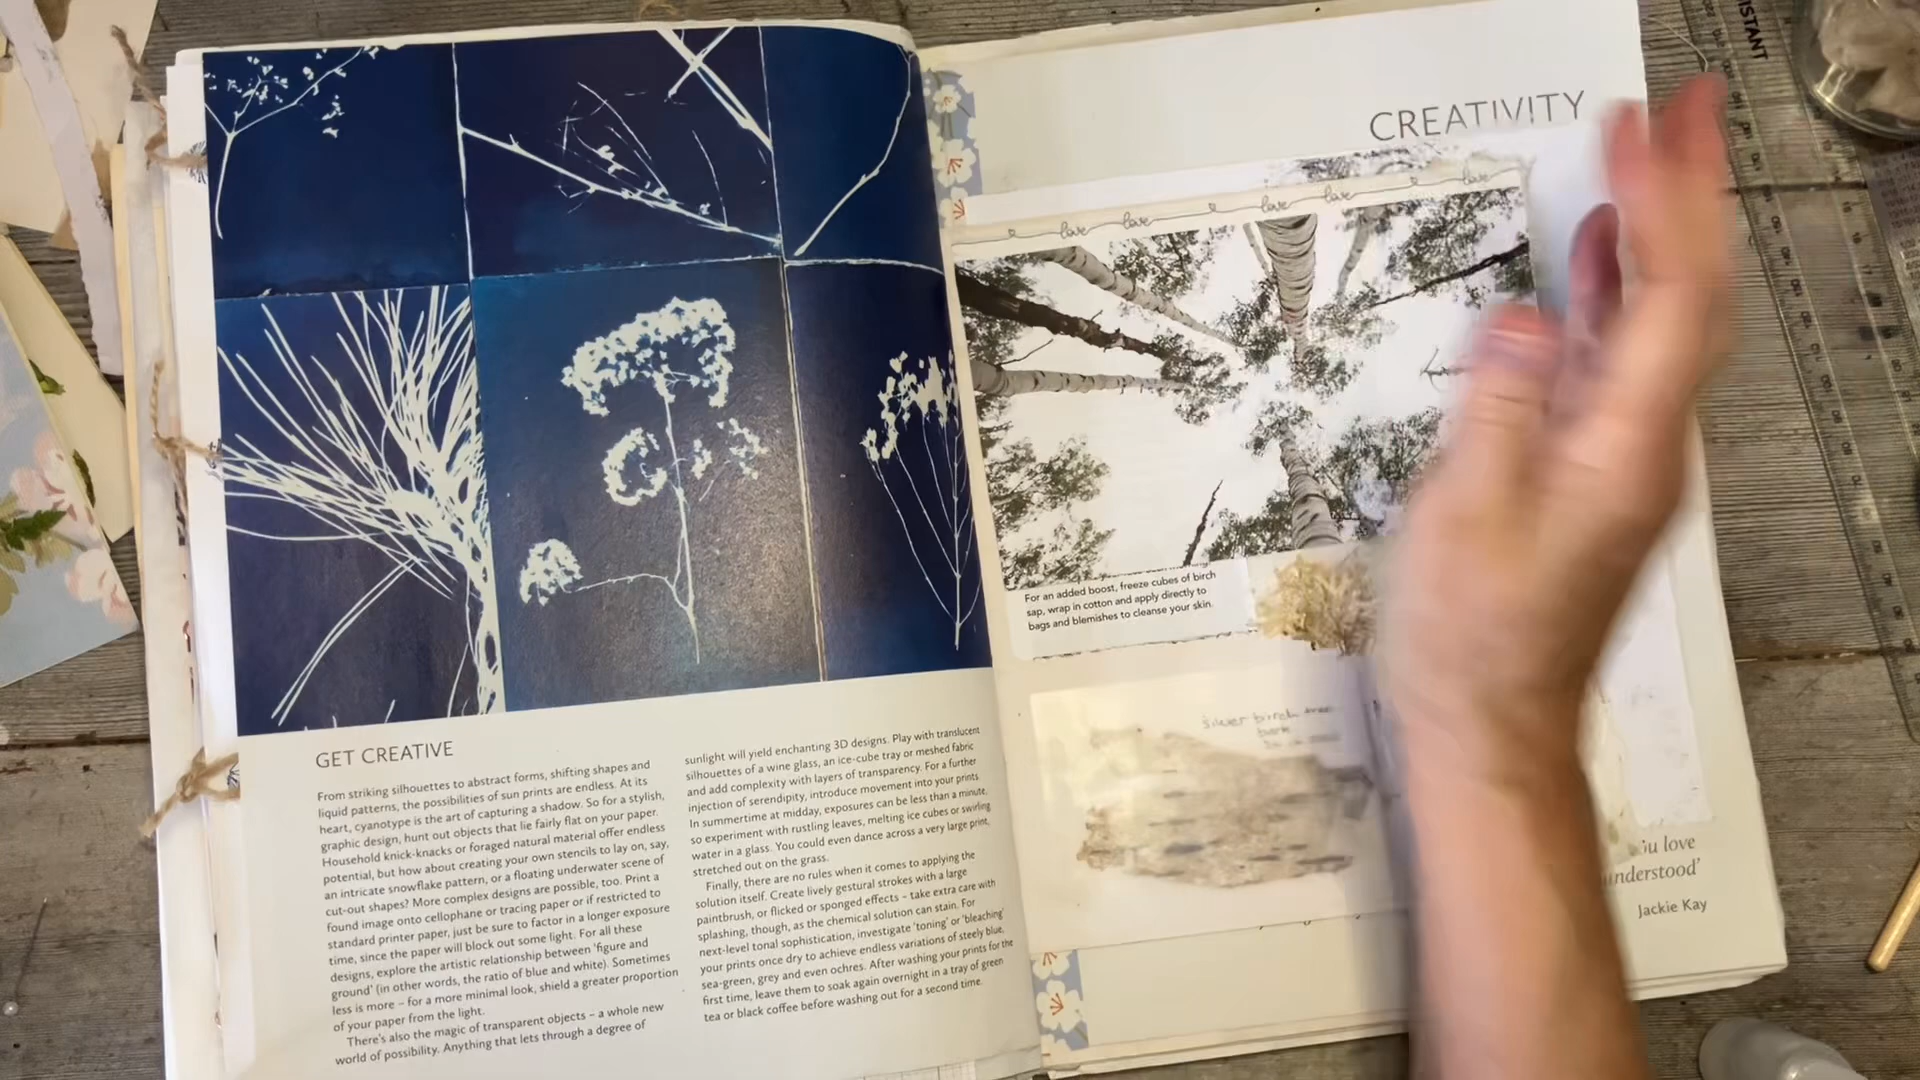 GET CREATIVE
From striking silhouettes to abstract forms, shifting shapes and
liquid patterns, the possibilities of sun prints are endless. At its
heart, cyanotype is the art of capturing a shadow. So for a stylish,
graphic design, hunt out objects that lie fairly flat on your paper.
Household knick-knacks or foraged natural material offer endless
potential, but how about creating your own stencils to lay on, say,
an intricate snowflake pattern, or a floating underwater scene of
cut-out shapes? More complex designs are possible, too. Print a
found image onto cellophane or tracing paper or if restricted to
standard printer paper, just be sure to factor in a longer exposure
time, since the paper will block out some light. For all these
designs, explore the artistic relationship between 'figure and
ground' (in other words, the ratio of blue and white). Sometimes
less is more – for a more minimal look, shield a greater proportion
of your paper from the light.
There's also the magic of transparent objects – a whole new
world of possibility. Anything that lets through a degree of
sunlight will yield enchanting 3D designs. Play with translucent
silhouettes of a wine glass, an ice-cube tray or meshed fabric
and add complexity with layers of transparency. For a further
injection of serendipity, introduce movement into your prints.
In summertime at midday, exposures can be less than a minute,
so experiment with rustling leaves, melting ice cubes or swirling
water in a glass. You could even dance across a very large print,
stretched out on the grass.
Finally, there are no rules when it comes to applying the
solution itself. Create lively gestural strokes with a large
paintbrush, or flicked or sponged effects – take extra care with
splashing, though, as the chemical solution can stain. For
next-level tonal sophistication, investigate 'toning' or 'bleaching'
your prints once dry to achieve endless variations of steely blue,
sea-green, grey and even ochres. After washing your prints for the
first time, leave them to soak again overnight in a tray of green
tea or black coffee before washing out for a second time.
CREATIVITY
love love love love
For an added boost, freeze cubes of birch
sap, wrap in cotton and apply directly to
bags and blemishes to cleanse your skin.
silver birch tree
bark
love
understood'
Jackie Kay
ISTANT